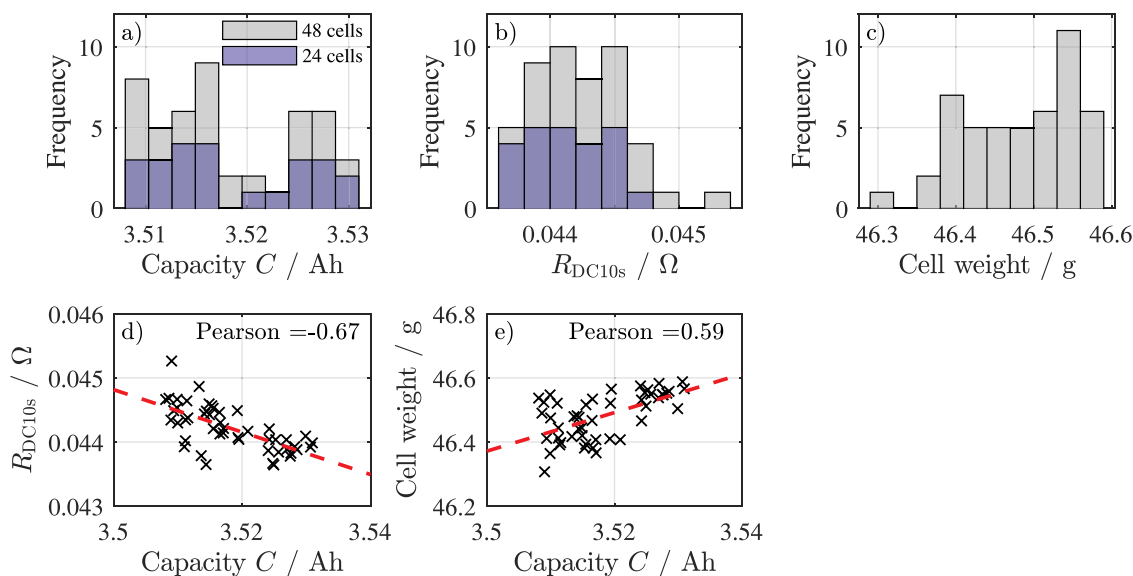 a)
48 cells
24 cells
Frequency
10
5
0
3.51
3.52
3.53
Capacity C / Ah
b)
Frequency
10
5
0
0.044
0.045
R_DC10s / Ω
c)
Frequency
10
5
0
46.3
46.4
46.5
46.6
Cell weight / g
d)
Pearson =-0.67
R_DC10s / Ω
0.046
0.045
0.044
0.043
3.5
3.52
3.54
Capacity C / Ah
e)
Pearson =0.59
Cell weight / g
46.8
46.6
46.4
46.2
3.5
3.52
3.54
Capacity C / Ah